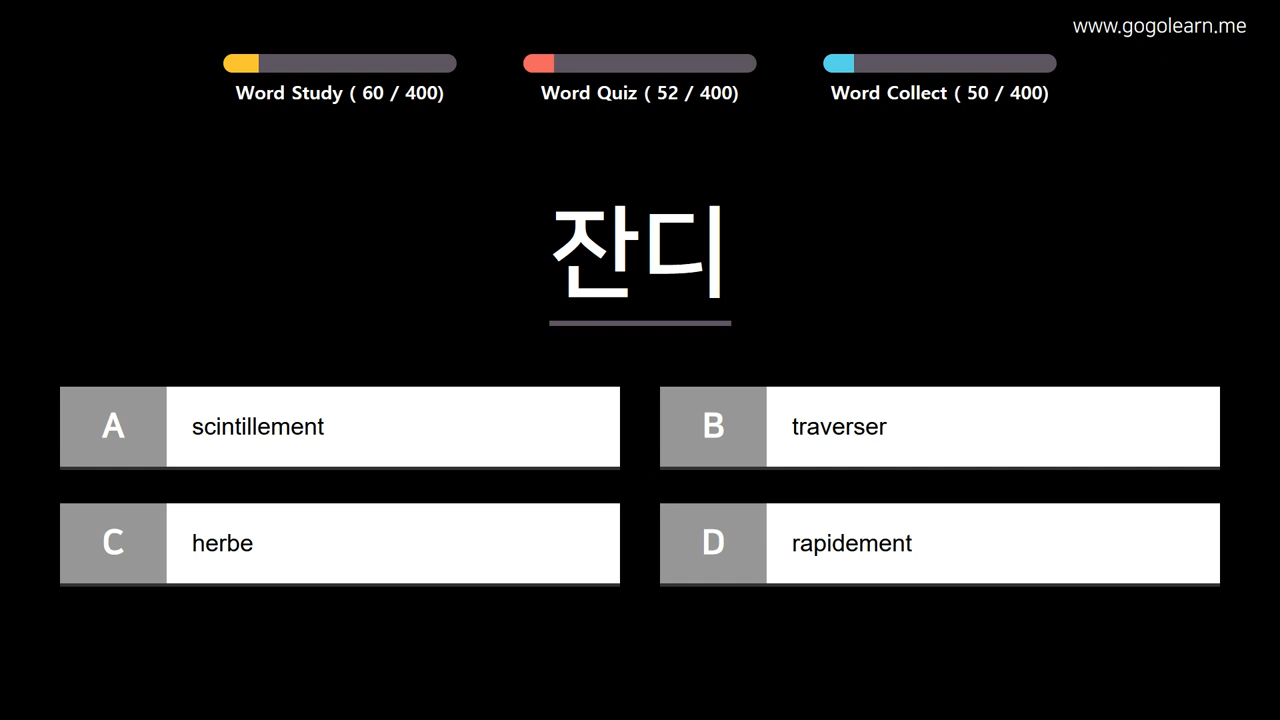 www.gogolearn.me
Word Study ( 60 / 400)
Word Quiz ( 52 / 400)
Word Collect ( 50 / 400)
잔디
A scintillement
B traverser
C herbe
D rapidement